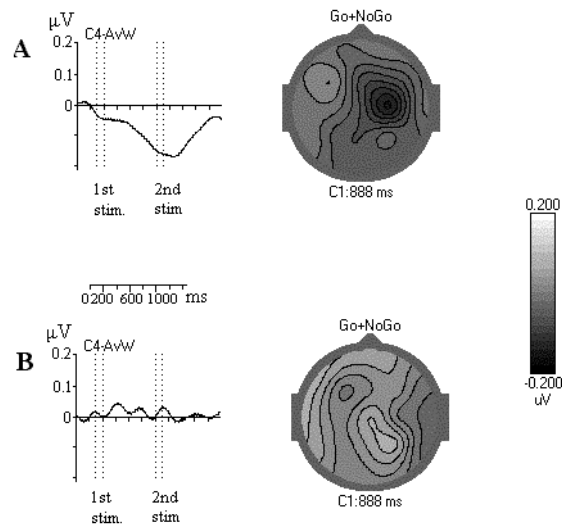 μV
Go+NoGo
0.2
C4-AvW
A
0.1
0
1st
stim.
2nd
stim
C1:888 ms
0.200
-0.200
uV
0 200 600 1000 ms
μV
Go+NoGo
0.2
C4-AvW
B
0.1
0
1st
stim.
2nd
stim
C1:888 ms